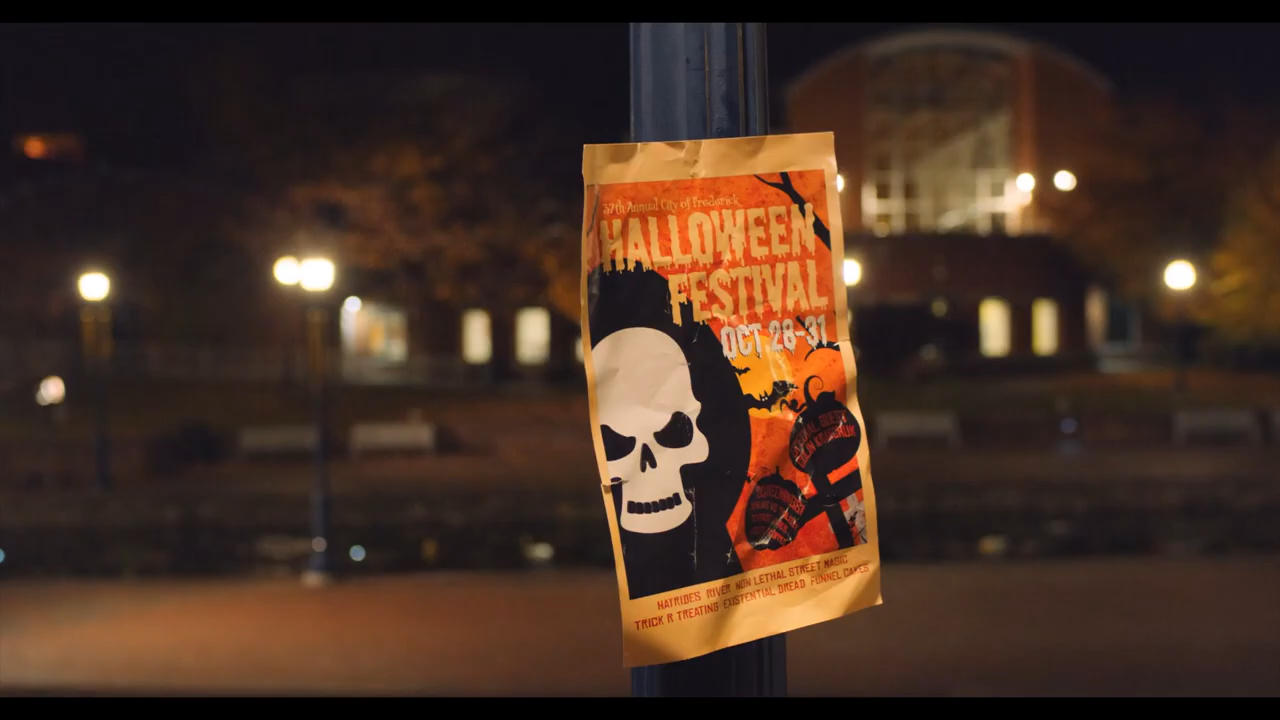 37th Annual City of Frederick
HALLOWEEN
FESTIVAL
OCT. 28-31
HAYRIDES RIVER NON LETHAL STREET MAGIC
TRICK R TREATING EXISTENTIAL DREAD FUNNEL CAKES